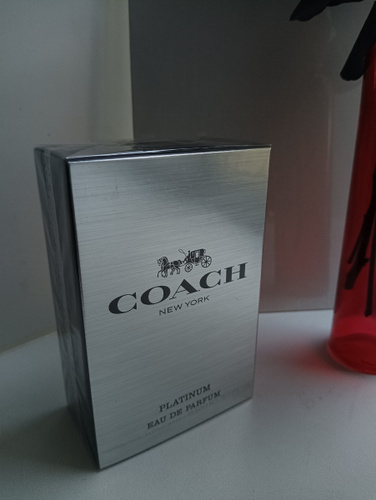 COACH
NEW YORK
PLATINUM
EAU DE PARFUM